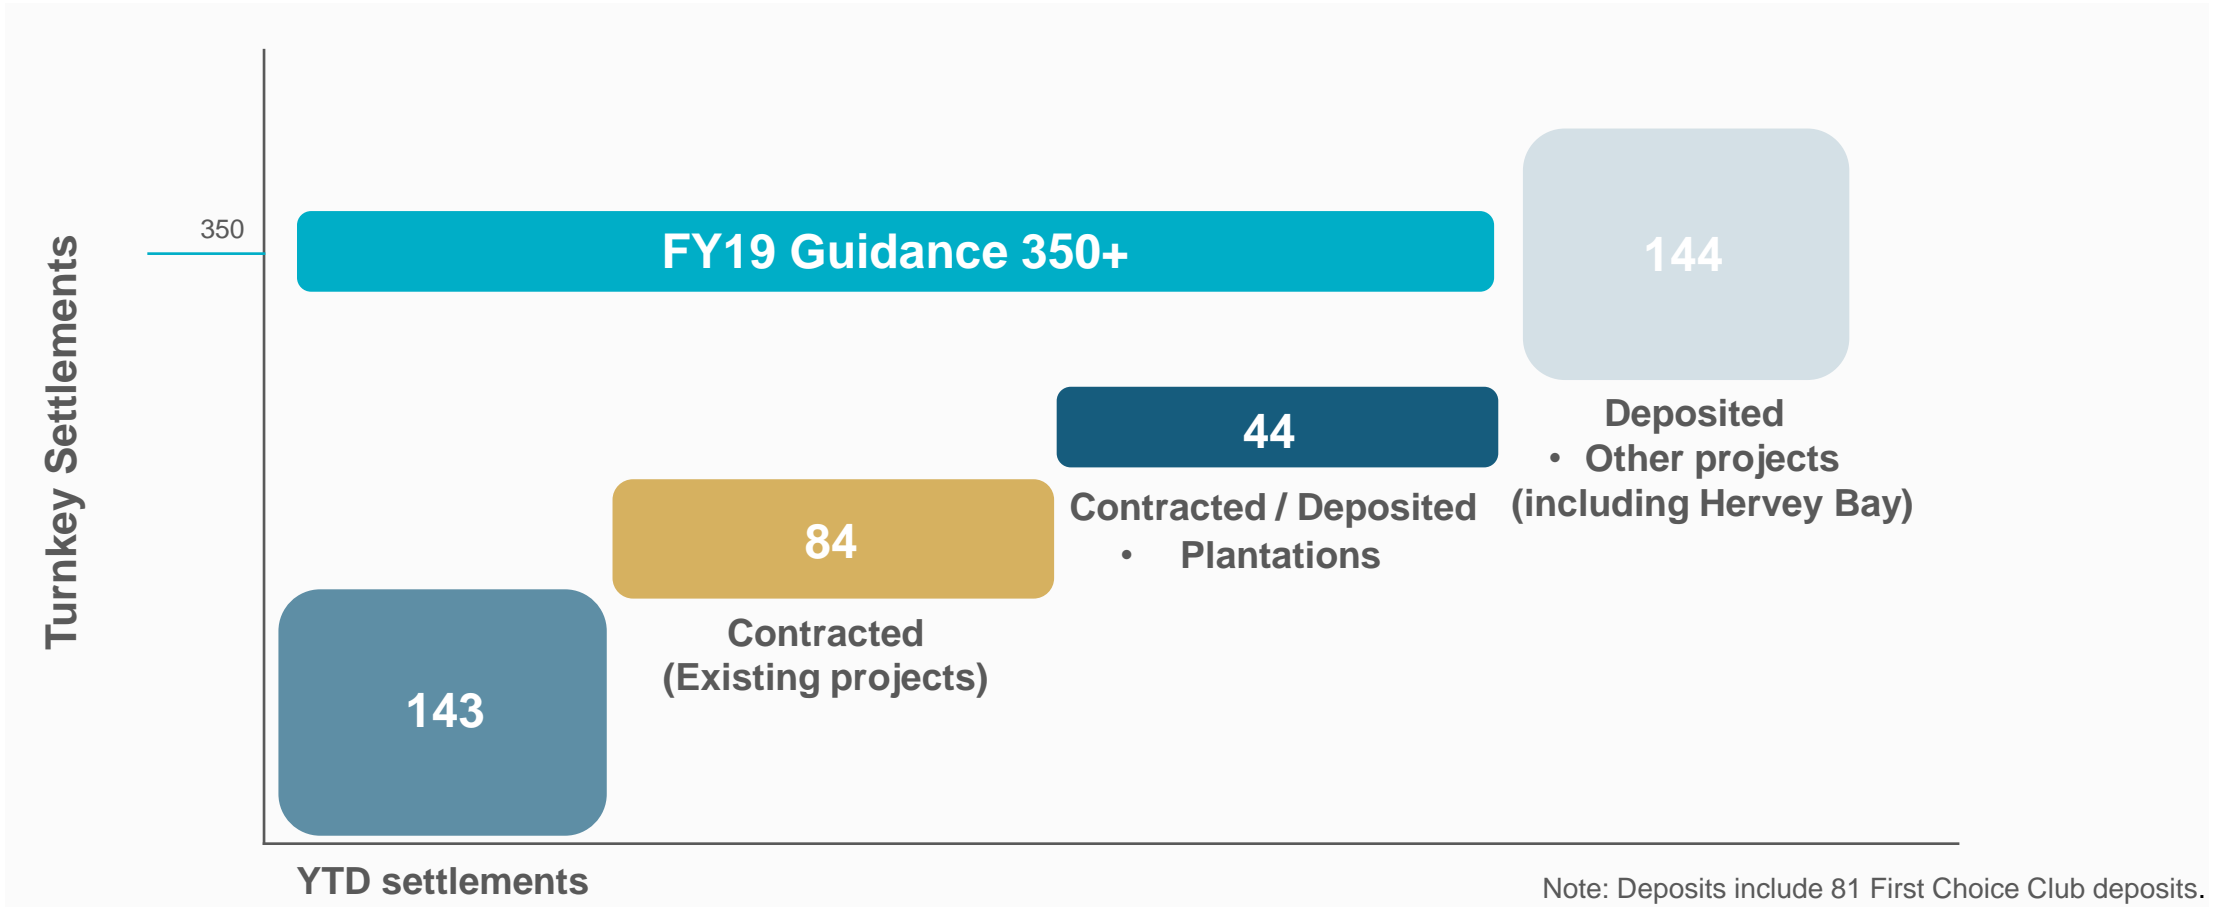 Turnkey Settlements
350
FY19 Guidance 350+
144
Deposited
• Other projects
(including Hervey Bay)
44
Contracted / Deposited
• Plantations
84
Contracted
(Existing projects)
143
YTD settlements
Note: Deposits include 81 First Choice Club deposits.